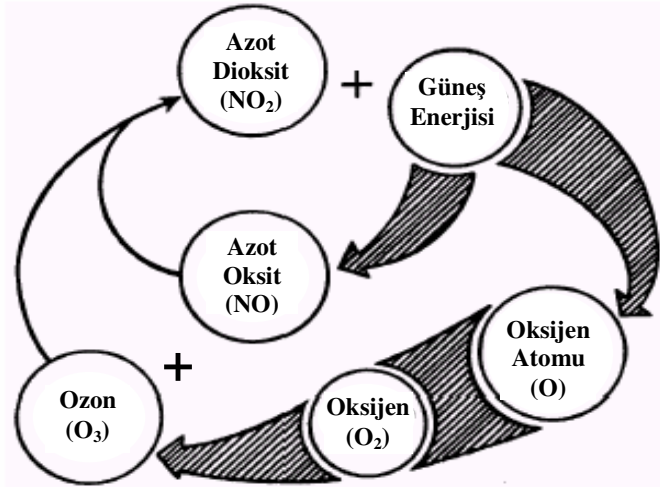 Azot
Dioksit
(NO₂)
+
Güneş
Enerjisi
Azot
Oksit
(NO)
Oksijen
Atomu
(O)
+
Ozon
(O₃)
Oksijen
(O₂)